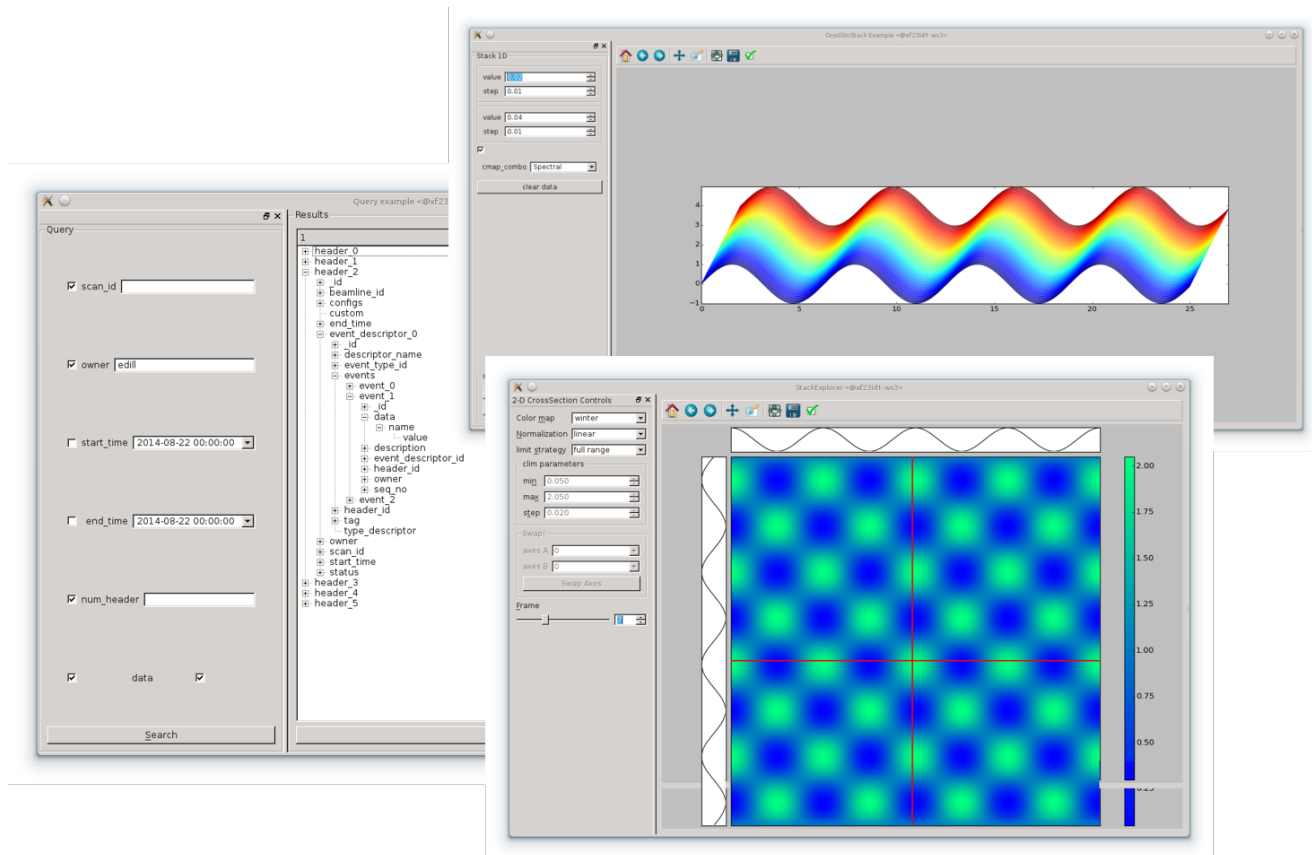 OneDimStack Example <@xf23id1-ws3>
Stack 1D
value 0.02
step 0.01
value 0.04
step 0.01
cmap_combo Spectral
clear data
4
3
2
1
0
−1
0 5 10 15 20 25
Query example <@xf23
Query
scan_id
owner edill
start_time 2014-08-22 00:00:00
end_time 2014-08-22 00:00:00
num_header
data
Search
Results
1
header_0
header_1
header_2
_id
beamline_id
configs
custom
end_time
event_descriptor_0
_id
descriptor_name
event_type_id
events
event_0
event_1
_id
data
name
value
description
event_descriptor_id
header_id
owner
seq_no
event_2
header_id
tag
type_descriptor
owner
scan_id
start_time
status
header_3
header_4
header_5
StackExplorer <@xf23id1-ws3>
2-D CrossSection Controls
Color map winter
Normalization linear
limit strategy full range
clim parameters
min 0.050
max 2.050
step 0.020
Swap!
axes A 0
axes B 0
Swap Axes
Frame
7
2.00
1.75
1.50
1.25
1.00
0.75
0.50
0.25